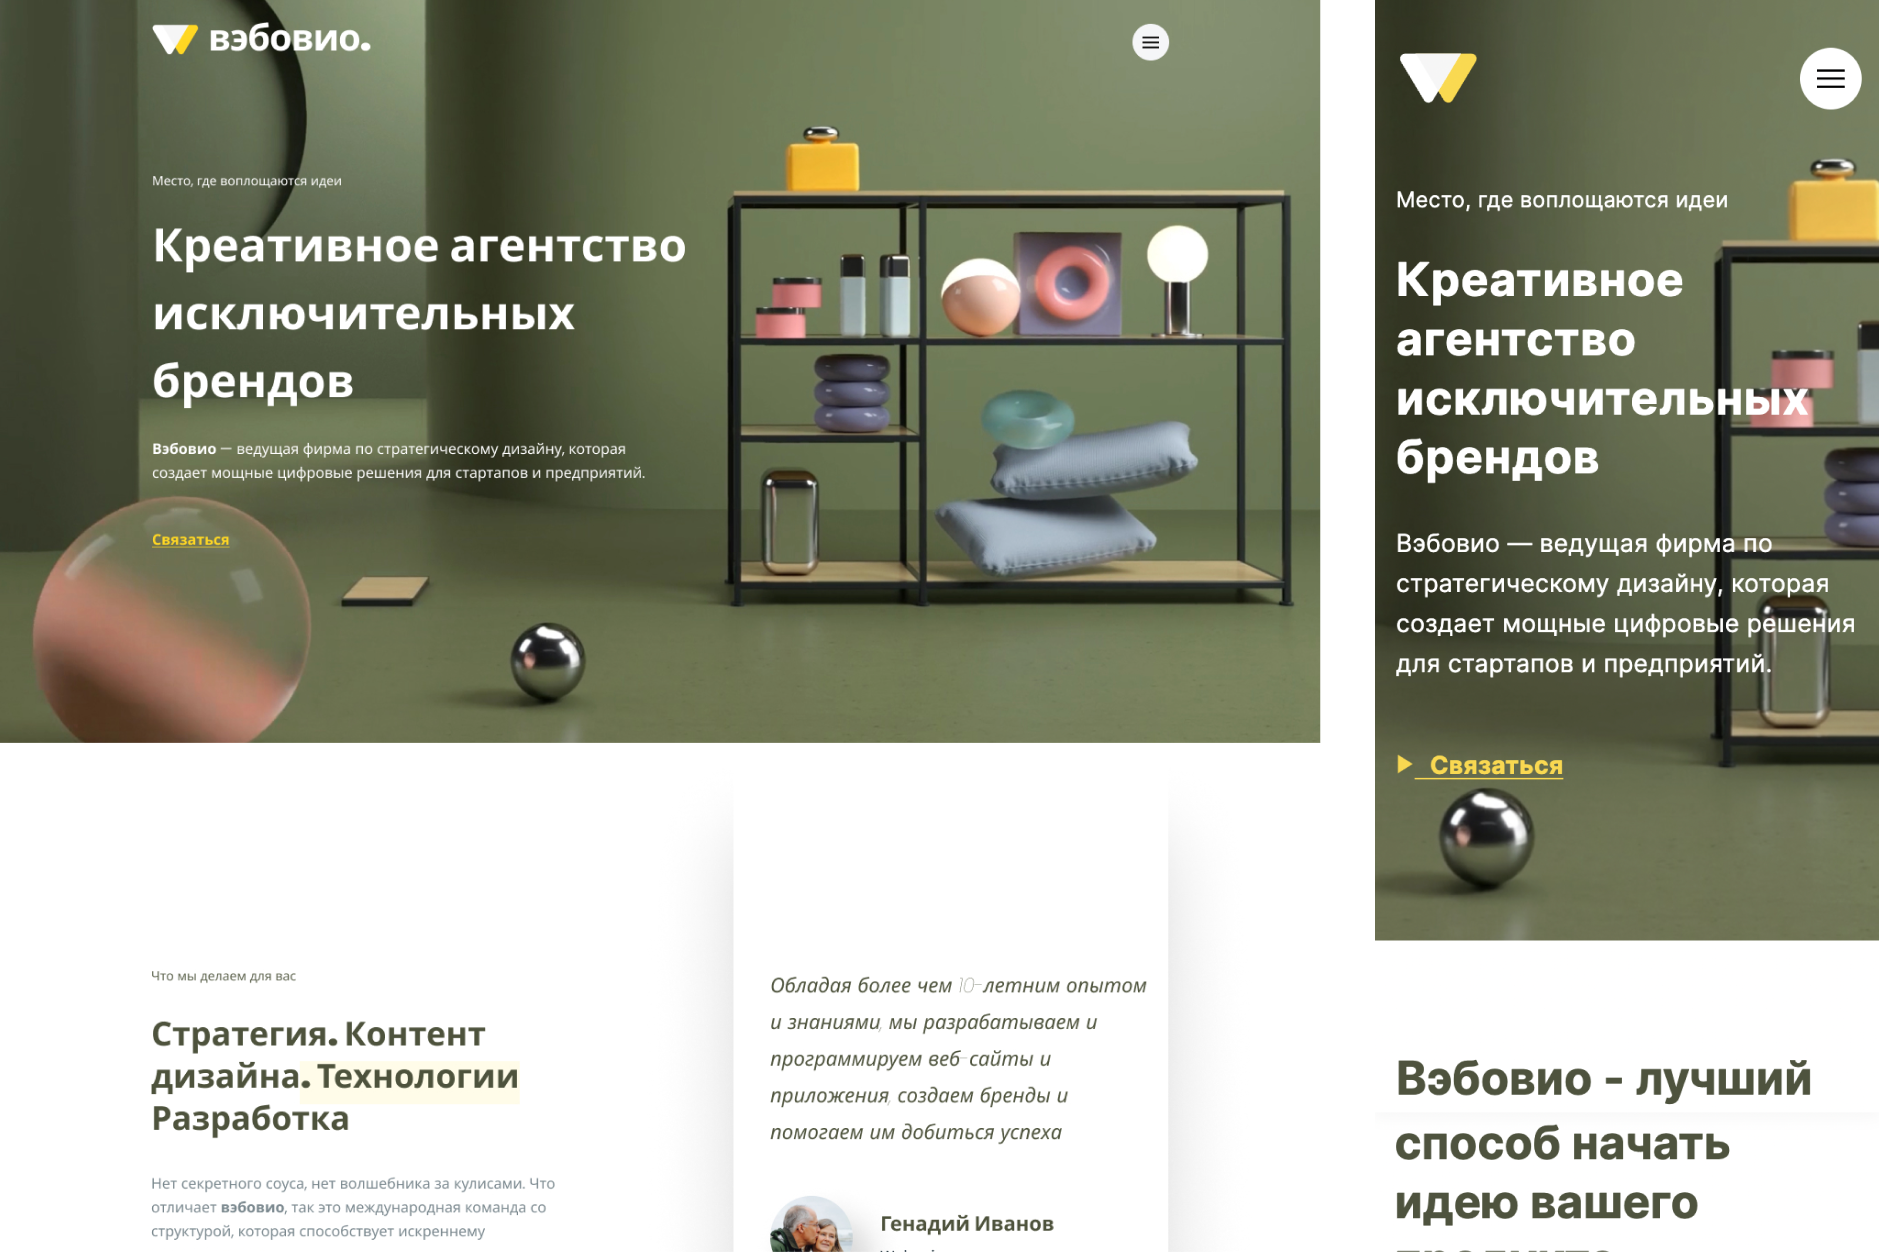 вэбовио.
Место, где воплощаются идеи
Креативное агентство
исключительных
брендов
Вэбовио — ведущая фирма по стратегическому дизайну, которая
создает мощные цифровые решения для стартапов и предприятий.
Связаться
Что мы делаем для вас
Стратегия. Контент
дизайна. Технологии
Разработка
Нет секретного соуса, нет волшебника за кулисами. Что
отличает вэбовио, так это международная команда со
структурой, которая способствует искреннему
Обладая более чем 10-летним опытом
и знаниями, мы разрабатываем и
программируем веб-сайты и
приложения, создаем бренды и
помогаем им добиться успеха
Генадий Иванов
Место, где воплощаются идеи
Креативное
агентство
исключительных
брендов
Вэбовио — ведущая фирма по
стратегическому дизайну, которая
создает мощные цифровые решения
для стартапов и предприятий.
Связаться
Вэбовио - лучший
способ начать
идею вашего